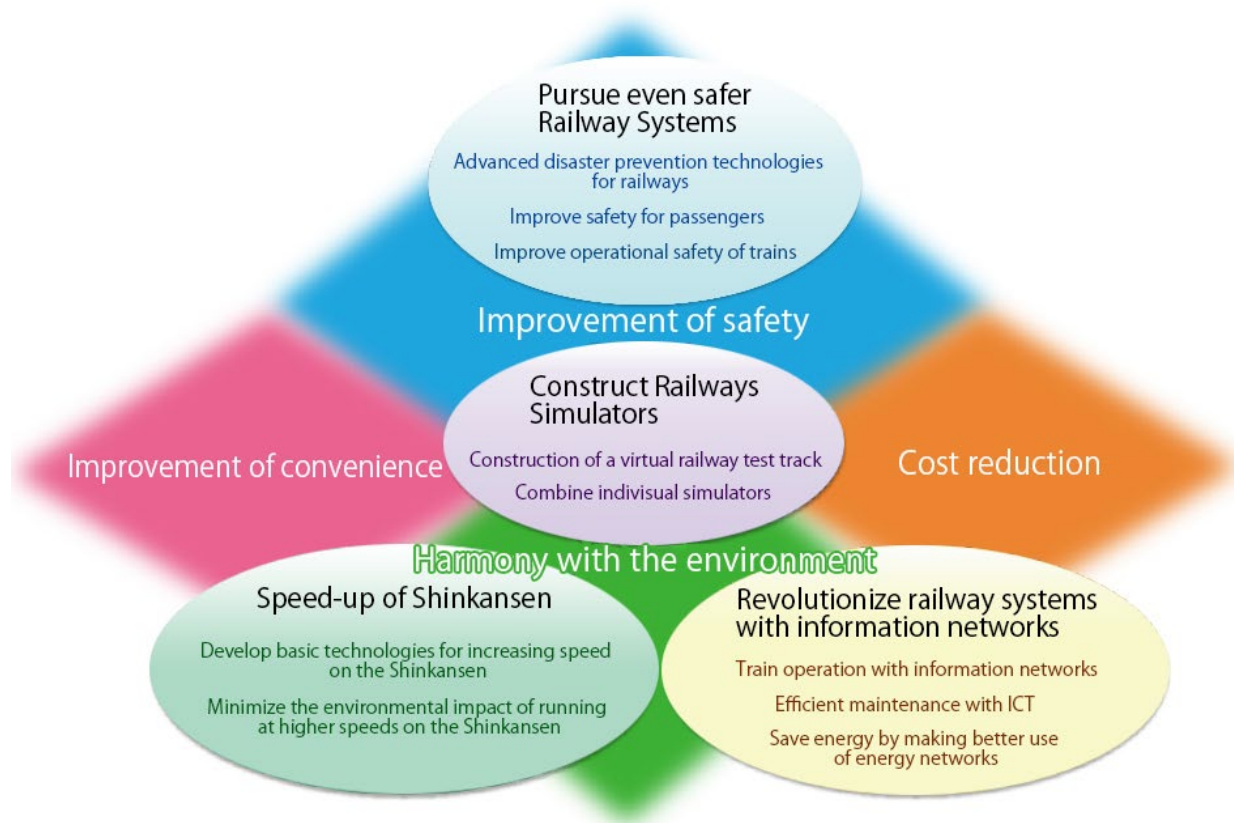 Pursue even safer
Railway Systems
Advanced disaster prevention technologies
for railways
Improve safety for passengers
Improve operational safety of trains
Improvement of safety
Construct Railways
Simulators
Construction of a virtual railway test track
Combine indivisual simulators
Improvement of convenience
Cost reduction
Harmony with the environment
Speed-up of Shinkansen
Develop basic technologies for increasing speed
on the Shinkansen
Minimize the environmental impact of running
at higher speeds on the Shinkansen
Revolutionize railway systems
with information networks
Train operation with information networks
Efficient maintenance with ICT
Save energy by making better use
of energy networks